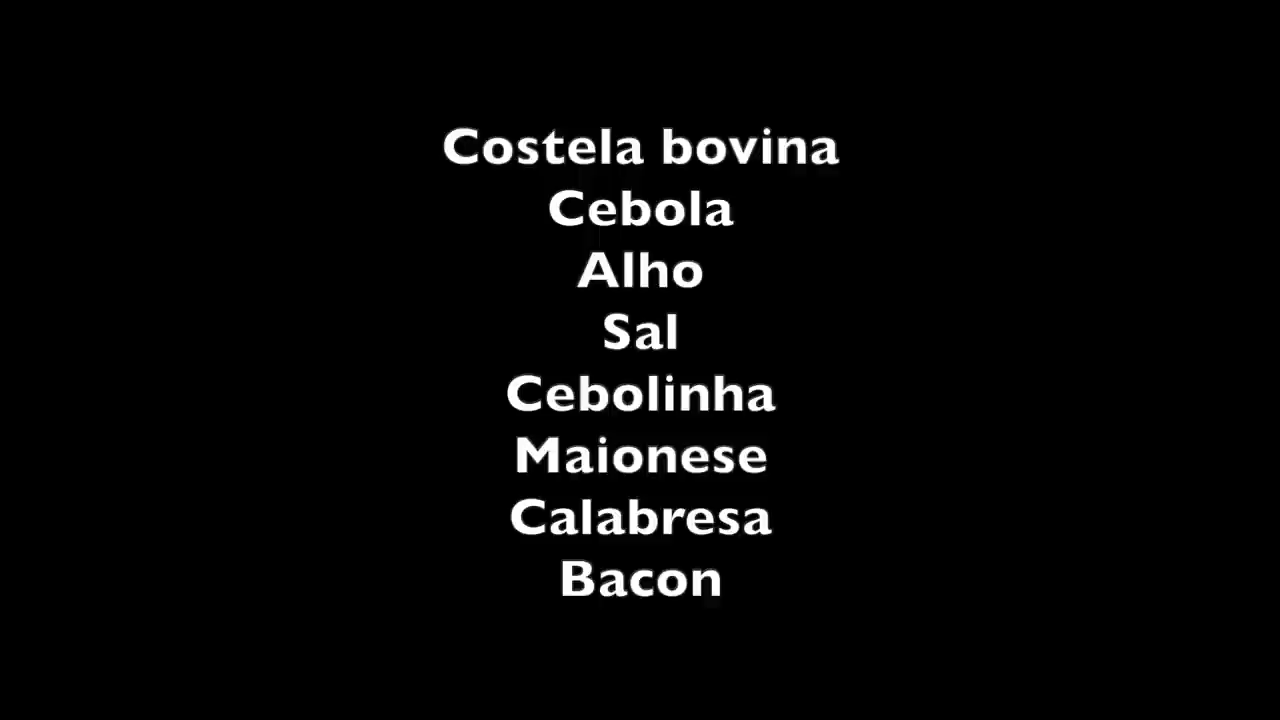 Costela bovina
Cebola
Alho
Sal
Cebolinha
Maionese
Calabresa
Bacon